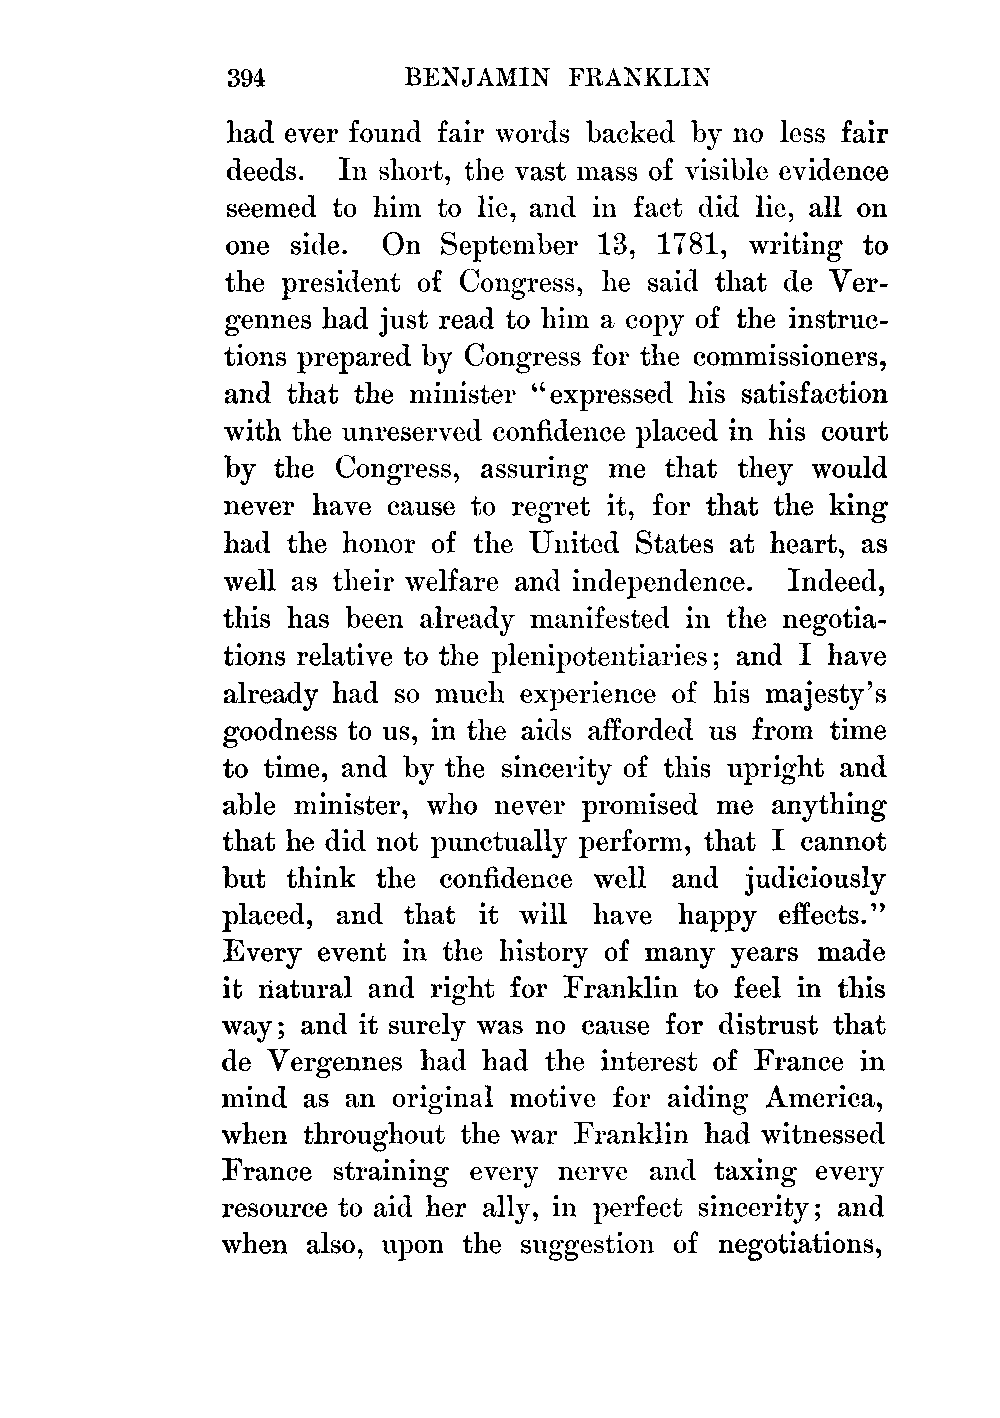 394 BENJAMIN FRANKLIN
had ever found fair words backed by no less fair
deeds. In short, the vast mass of visible evidence
seemed to him to lie, and in fact did lie, all on
one side. On September 13, 1781, writing to
the president of Congress, he said that de Ver-
gennes had just read to him a copy of the instruc-
tions prepared by Congress for the commissioners,
and that the minister "expressed his satisfaction
with the unreserved confidence placed in his court
by the Congress, assuring me that they would
never have cause to regret it, for that the king
had the honor of the United States at heart, as
well as their welfare and independence. Indeed,
this has been already manifested in the negotia-
tions relative to the plenipotentiaries; and I have
already had so much experience of his majesty's
goodness to us, in the aids afforded us from time
to time, and by the sincerity of this upright and
able minister, who never promised me anything
that he did not punctually perform, that I cannot
but think the confidence well and judiciously
placed, and that it will have happy effects."
Every event in the history of many years made
it natural and right for Franklin to feel in this
way; and it surely was no cause for distrust that
de Vergennes had had the interest of France in
mind as an original motive for aiding America,
when throughout the war Franklin had witnessed
France straining every nerve and taxing every
resource to aid her ally, in perfect sincerity; and
when also, upon the suggestion of negotiations,